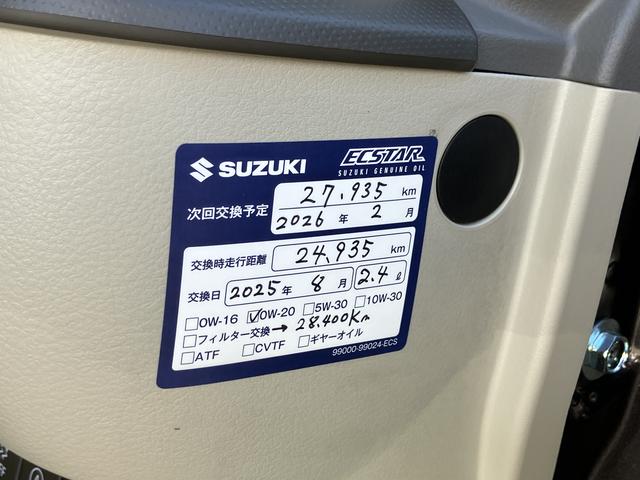 SUZUKI ECSTAR
SUZUKI GENUINE OIL
次回交換予定 27,935 km
2026 年 2 月
交換時走行距離 24,935 km
交換日 2025 年 8 月 2.4 ℓ
□0W-16 ☑0W-20 □5W-30 □10W-30
□フィルター交換 → 28,400Km
□ATF □CVTF □ギヤーオイル
99000-99024-ECS